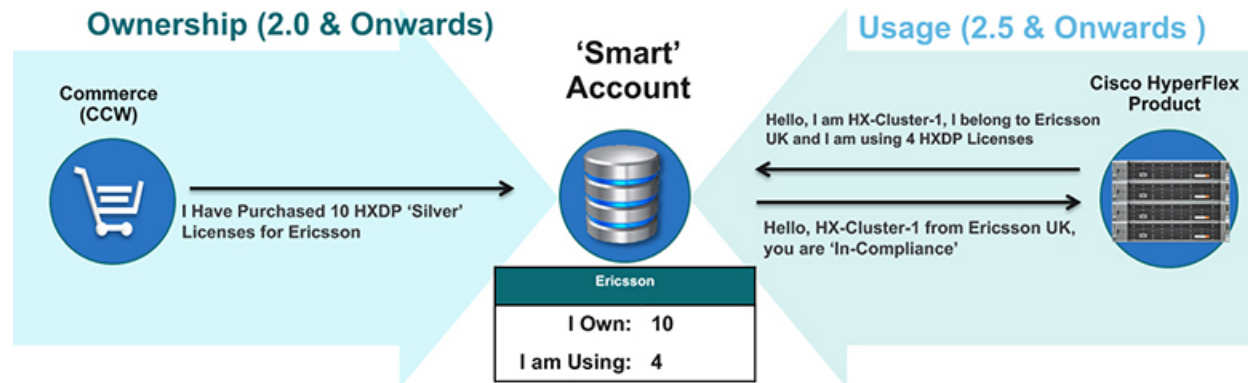 Ownership (2.0 & Onwards)
Usage (2.5 & Onwards )
'Smart'
Account
Commerce
(CCW)
I Have Purchased 10 HXDP 'Silver'
Licenses for Ericsson
Cisco HyperFlex
Product
Hello, I am HX-Cluster-1, I belong to Ericsson
UK and I am using 4 HXDP Licenses
Hello, HX-Cluster-1 from Ericsson UK,
you are 'In-Compliance'
Ericsson
I Own: 10
I am Using: 4